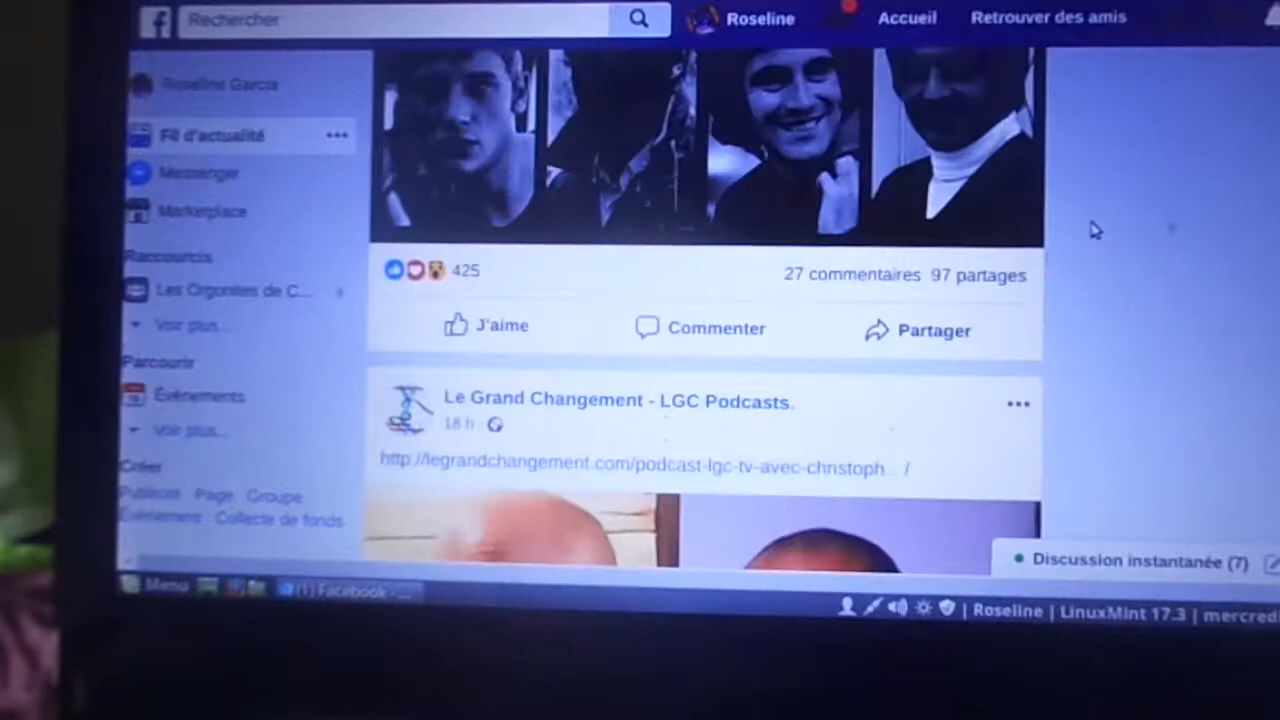 Rechercher
Roseline
Accueil
Retrouver des amis
Roseline Garcia
Fil d'actualité
Messenger
Marketplace
Raccourcis
Les Orgonites de C...
Voir plus...
Parcourir
Événements
Voir plus...
Créer
Publicité Page Groupe
Événement Collecte de fonds
425
27 commentaires 97 partages
J'aime
Commenter
Partager
Le Grand Changement - LGC Podcasts.
18 h
http://legrandchangement.com/podcast-lgc-tv-avec-christoph... /
Discussion instantanée (7)
Menu
(1) Facebook - ...
| Roseline | LinuxMint 17.3 | mercredi